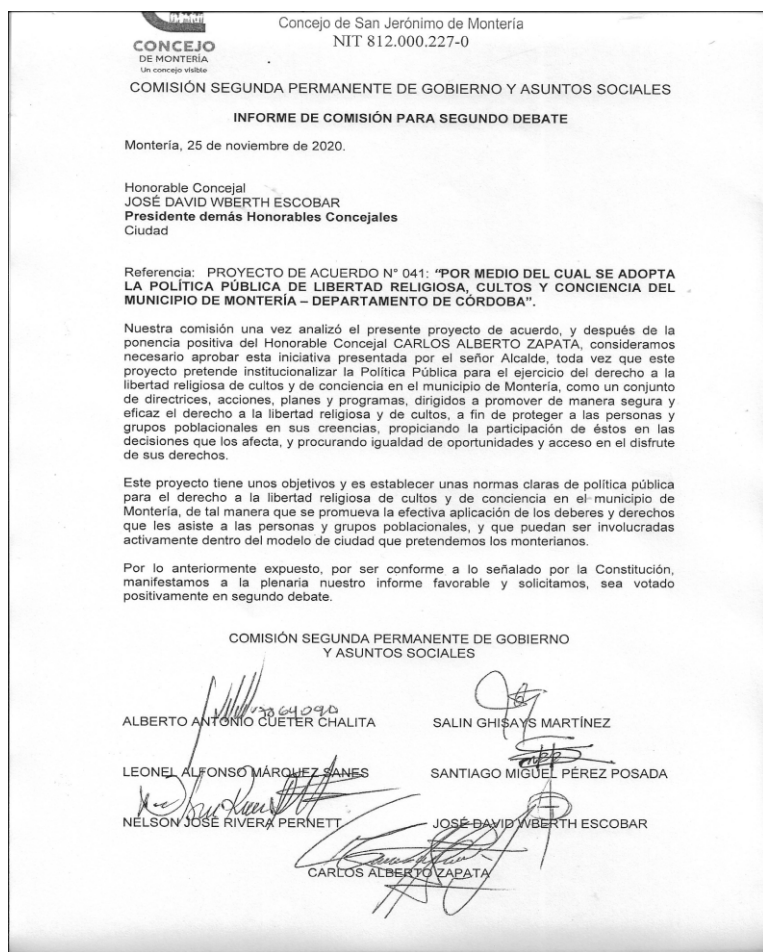 Concejo de San Jerónimo de Montería
NIT 812.000.227-0
CONCEJO
DE MONTERÍA
Un concejo visible
COMISIÓN SEGUNDA PERMANENTE DE GOBIERNO Y ASUNTOS SOCIALES
INFORME DE COMISIÓN PARA SEGUNDO DEBATE
Montería, 25 de noviembre de 2020.
Honorable Concejal
JOSÉ DAVID WBERTH ESCOBAR
Presidente demás Honorables Concejales
Ciudad
Referencia: PROYECTO DE ACUERDO N° 041: "POR MEDIO DEL CUAL SE ADOPTA
LA POLÍTICA PÚBLICA DE LIBERTAD RELIGIOSA, CULTOS Y CONCIENCIA DEL
MUNICIPIO DE MONTERÍA – DEPARTAMENTO DE CÓRDOBA".
Nuestra comisión una vez analizó el presente proyecto de acuerdo, y después de la
ponencia positiva del Honorable Concejal CARLOS ALBERTO ZAPATA, consideramos
necesario aprobar esta iniciativa presentada por el señor Alcalde, toda vez que este
proyecto pretende institucionalizar la Política Pública para el ejercicio del derecho a la
libertad religiosa de cultos y de conciencia en el municipio de Montería, como un conjunto
de directrices, acciones, planes y programas, dirigidos a promover de manera segura y
eficaz el derecho a la libertad religiosa y de cultos, a fin de proteger a las personas y
grupos poblacionales en sus creencias, propiciando la participación de éstos en las
decisiones que los afecta, y procurando igualdad de oportunidades y acceso en el disfrute
de sus derechos.
Este proyecto tiene unos objetivos y es establecer unas normas claras de política pública
para el derecho a la libertad religiosa de cultos y de conciencia en el municipio de
Montería, de tal manera que se promueva la efectiva aplicación de los deberes y derechos
que les asiste a las personas y grupos poblacionales, y que puedan ser involucradas
activamente dentro del modelo de ciudad que pretendemos los monterianos.
Por lo anteriormente expuesto, por ser conforme a lo señalado por la Constitución,
manifestamos a la plenaria nuestro informe favorable y solicitamos, sea votado
positivamente en segundo debate.
COMISIÓN SEGUNDA PERMANENTE DE GOBIERNO
Y ASUNTOS SOCIALES
ALBERTO ANTONIO CUETER CHALITA
SALIN GHISAYS MARTÍNEZ
LEONEL ALFONSO MÁRQUEZ SANES
SANTIAGO MIGUEL PÉREZ POSADA
NELSON JOSÉ RIVERA PERNETT
JOSÉ DAVID WBERTH ESCOBAR
CARLOS ALBERTO ZAPATA